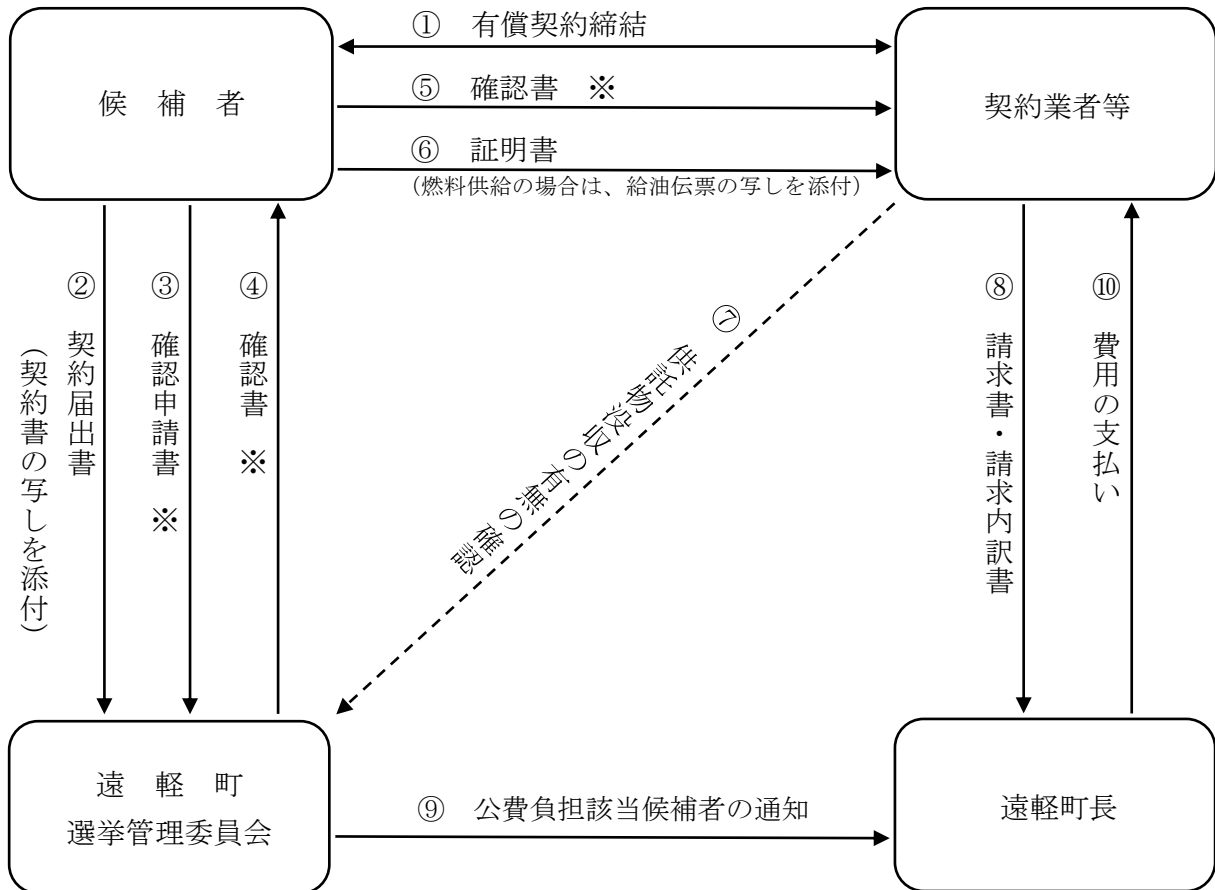 ① 有償契約締結
候 補 者
⑤ 確認書 ※
契約業者等
⑥ 証明書
(燃料供給の場合は、給油伝票の写しを添付)
② 契約届出書
(契約書の写しを添付)
③ 確認申請書 ※
④ 確認書 ※
⑦ 供託物没収の有無の確認
⑧ 請求書・請求内訳書
⑩ 費用の支払い
遠 軽 町
選挙管理委員会
⑨ 公費負担該当候補者の通知
遠軽町長